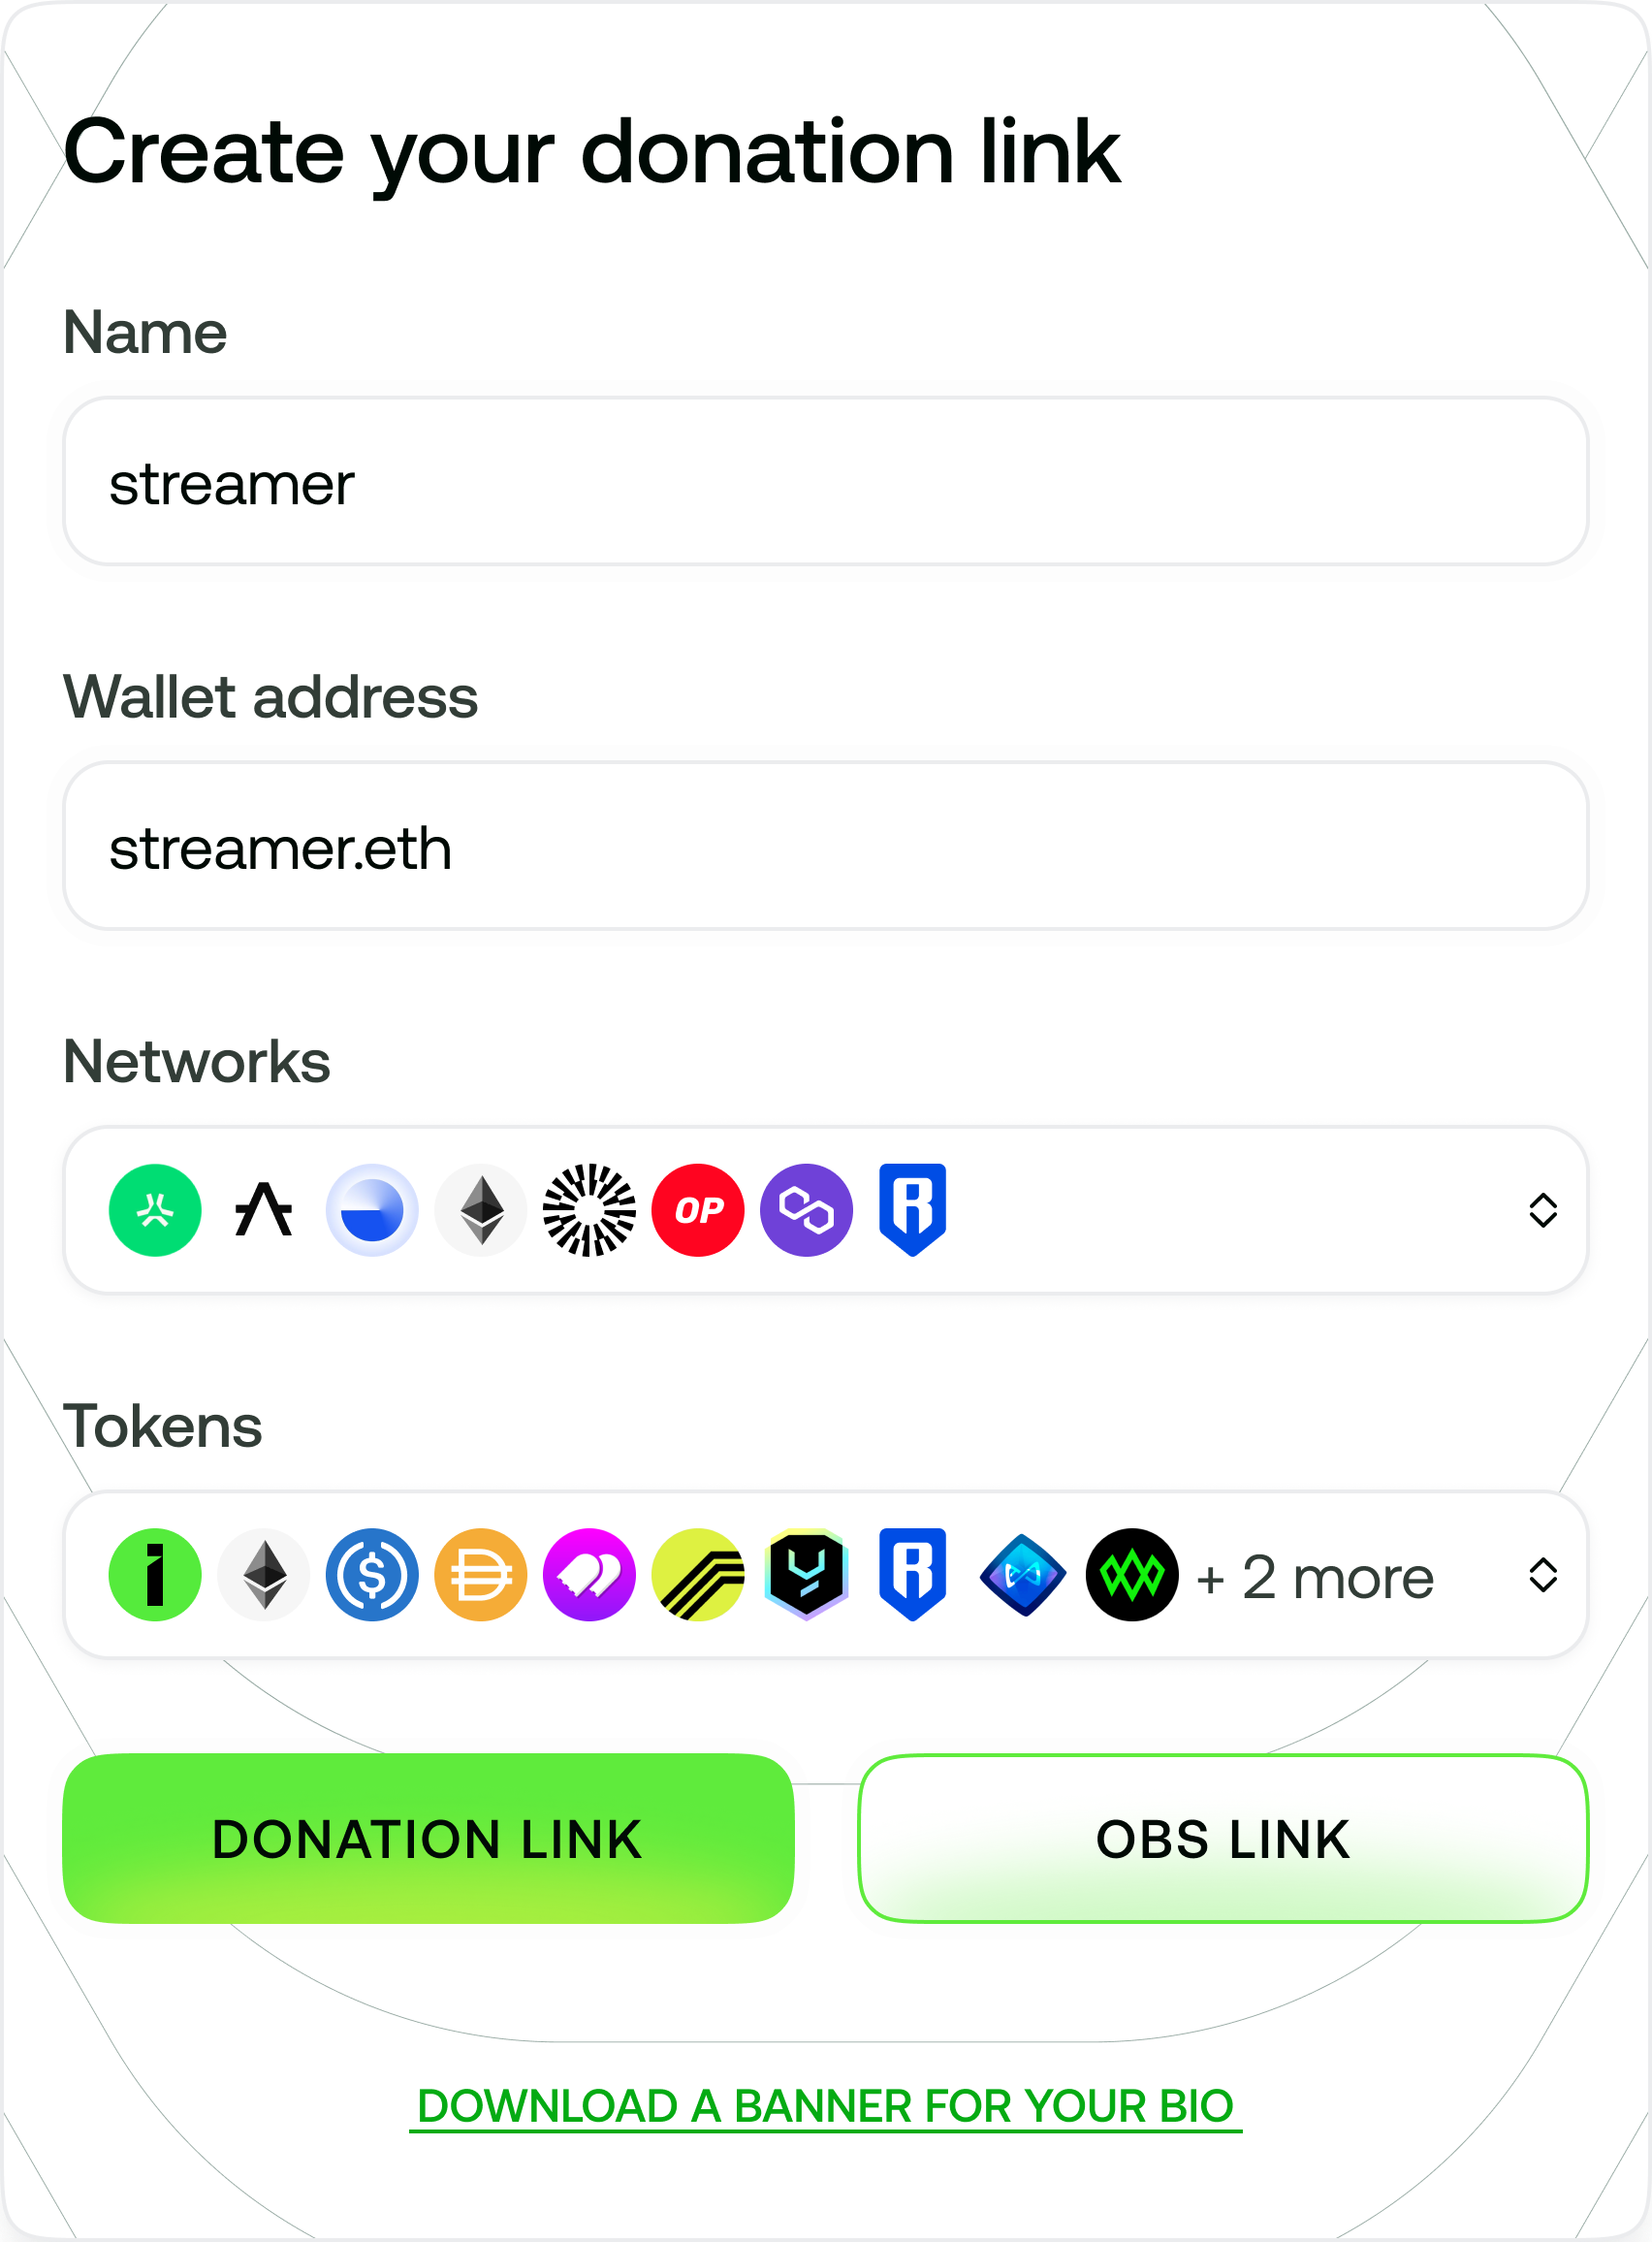 Create your donation link
Name
streamer
Wallet address
streamer.eth
Networks
OP
Tokens
+ 2 more
DONATION LINK
OBS LINK
DOWNLOAD A BANNER FOR YOUR BIO